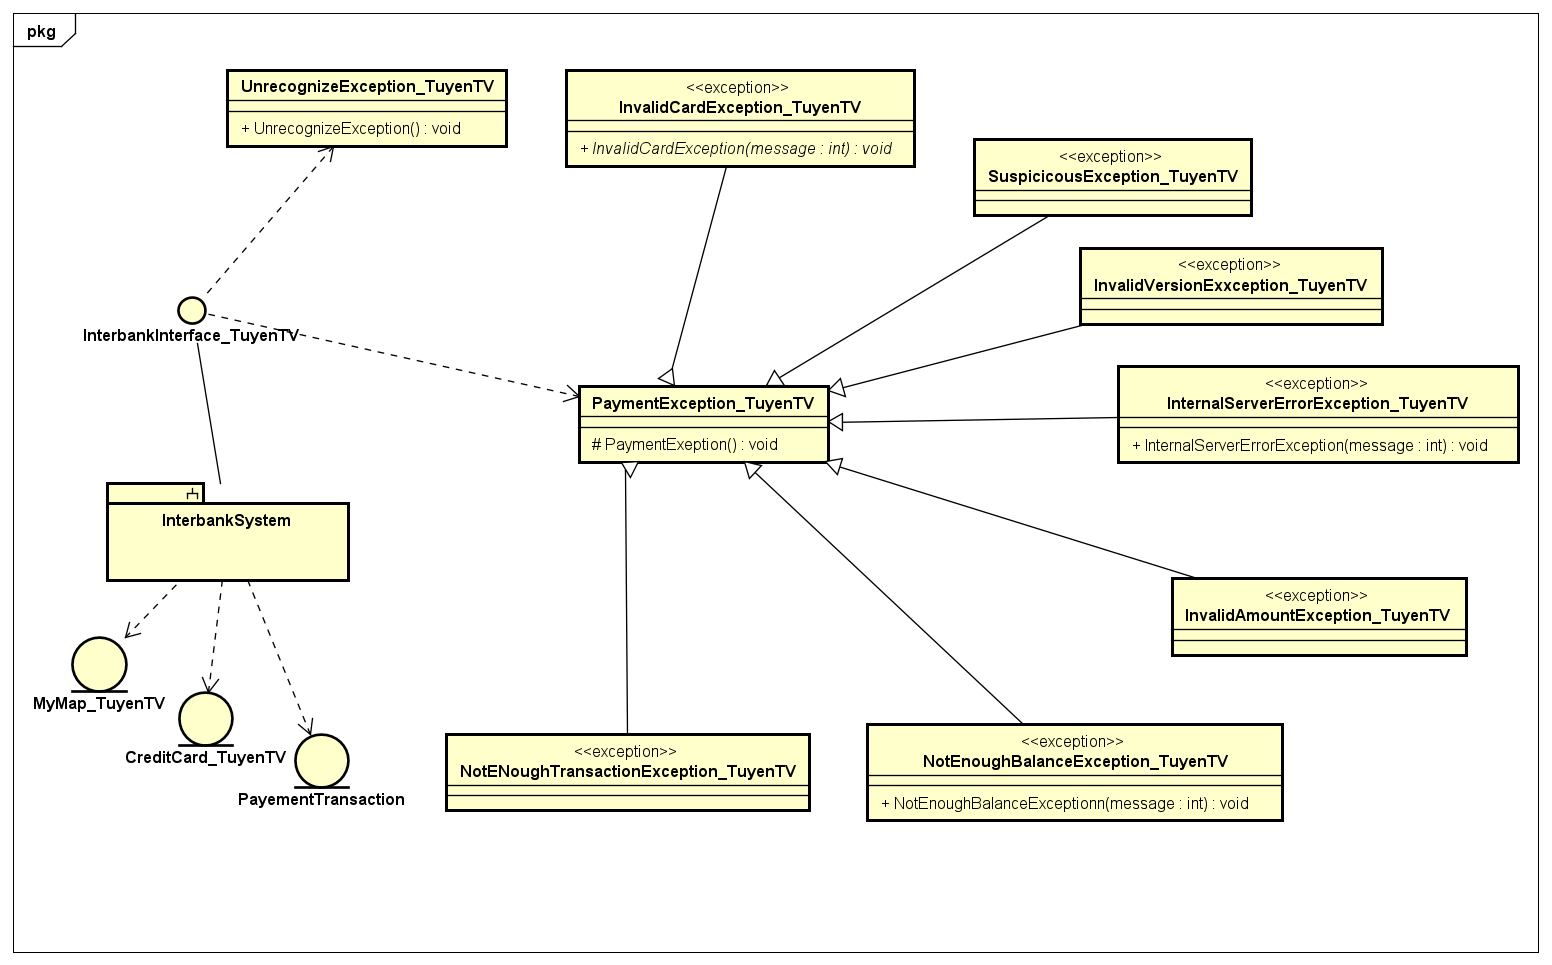 pkg
UnrecognizeException_TuyenTV
+ UnrecognizeException() : void
<<exception>>
InvalidCardException_TuyenTV
+ InvalidCardException(message : int) : void
<<exception>>
SuspicicousException_TuyenTV
<<exception>>
InvalidVersionExxception_TuyenTV
InterbankInterface_TuyenTV
<<exception>>
InternalServerErrorException_TuyenTV
+ InternalServerErrorException(message : int) : void
PaymentException_TuyenTV
# PaymentExeption() : void
InterbankSystem
<<exception>>
InvalidAmountException_TuyenTV
MyMap_TuyenTV
CreditCard_TuyenTV
PayementTransaction
<<exception>>
NotENoughTransactionException_TuyenTV
<<exception>>
NotEnoughBalanceException_TuyenTV
+ NotEnoughBalanceExceptionn(message : int) : void